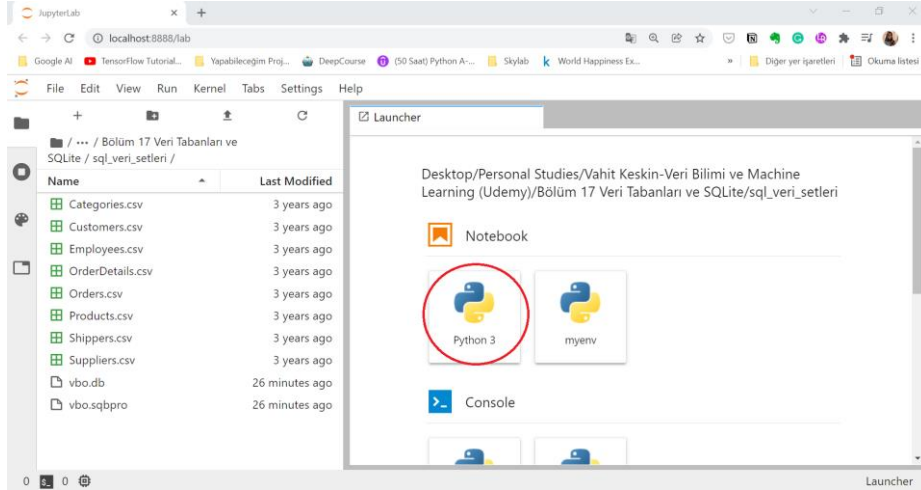 JupyterLab
localhost:8888/lab
Google AI
TensorFlow Tutorial...
Yapabileceğim Proj...
DeepCourse
(50 Saat) Python A-...
Skylab
World Happiness Ex...
»
Diğer yer işaretleri
Okuma listesi
File Edit View Run Kernel Tabs Settings Help
/ ··· / Bölüm 17 Veri Tabanları ve
SQLite / sql_veri_setleri /
Name Last Modified
Categories.csv 3 years ago
Customers.csv 3 years ago
Employees.csv 3 years ago
OrderDetails.csv 3 years ago
Orders.csv 3 years ago
Products.csv 3 years ago
Shippers.csv 3 years ago
Suppliers.csv 3 years ago
vbo.db 26 minutes ago
vbo.sqbpro 26 minutes ago
Launcher
Desktop/Personal Studies/Vahit Keskin-Veri Bilimi ve Machine
Learning (Udemy)/Bölüm 17 Veri Tabanları ve SQLite/sql_veri_setleri
Notebook
Python 3
myenv
Console
0 0
Launcher